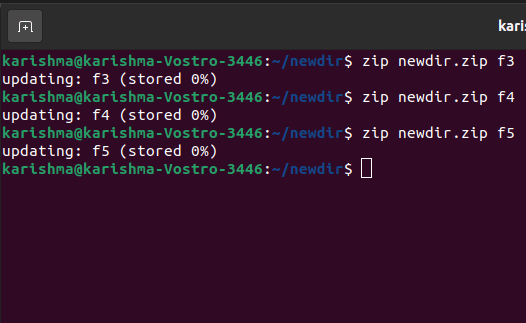 karis
karishma@karishma-Vostro-3446:~/newdir$ zip newdir.zip f3
updating: f3 (stored 0%)
karishma@karishma-Vostro-3446:~/newdir$ zip newdir.zip f4
updating: f4 (stored 0%)
karishma@karishma-Vostro-3446:~/newdir$ zip newdir.zip f5
updating: f5 (stored 0%)
karishma@karishma-Vostro-3446:~/newdir$